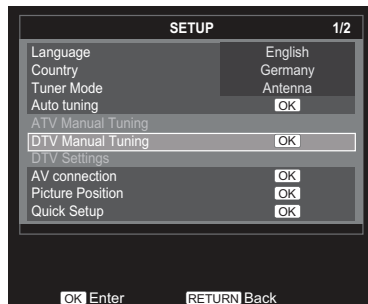 SETUP 1/2
Language English
Country Germany
Tuner Mode Antenna
Auto tuning OK
ATV Manual Tuning
DTV Manual Tuning OK
DTV Settings
AV connection OK
Picture Position OK
Quick Setup OK
OK Enter RETURN Back